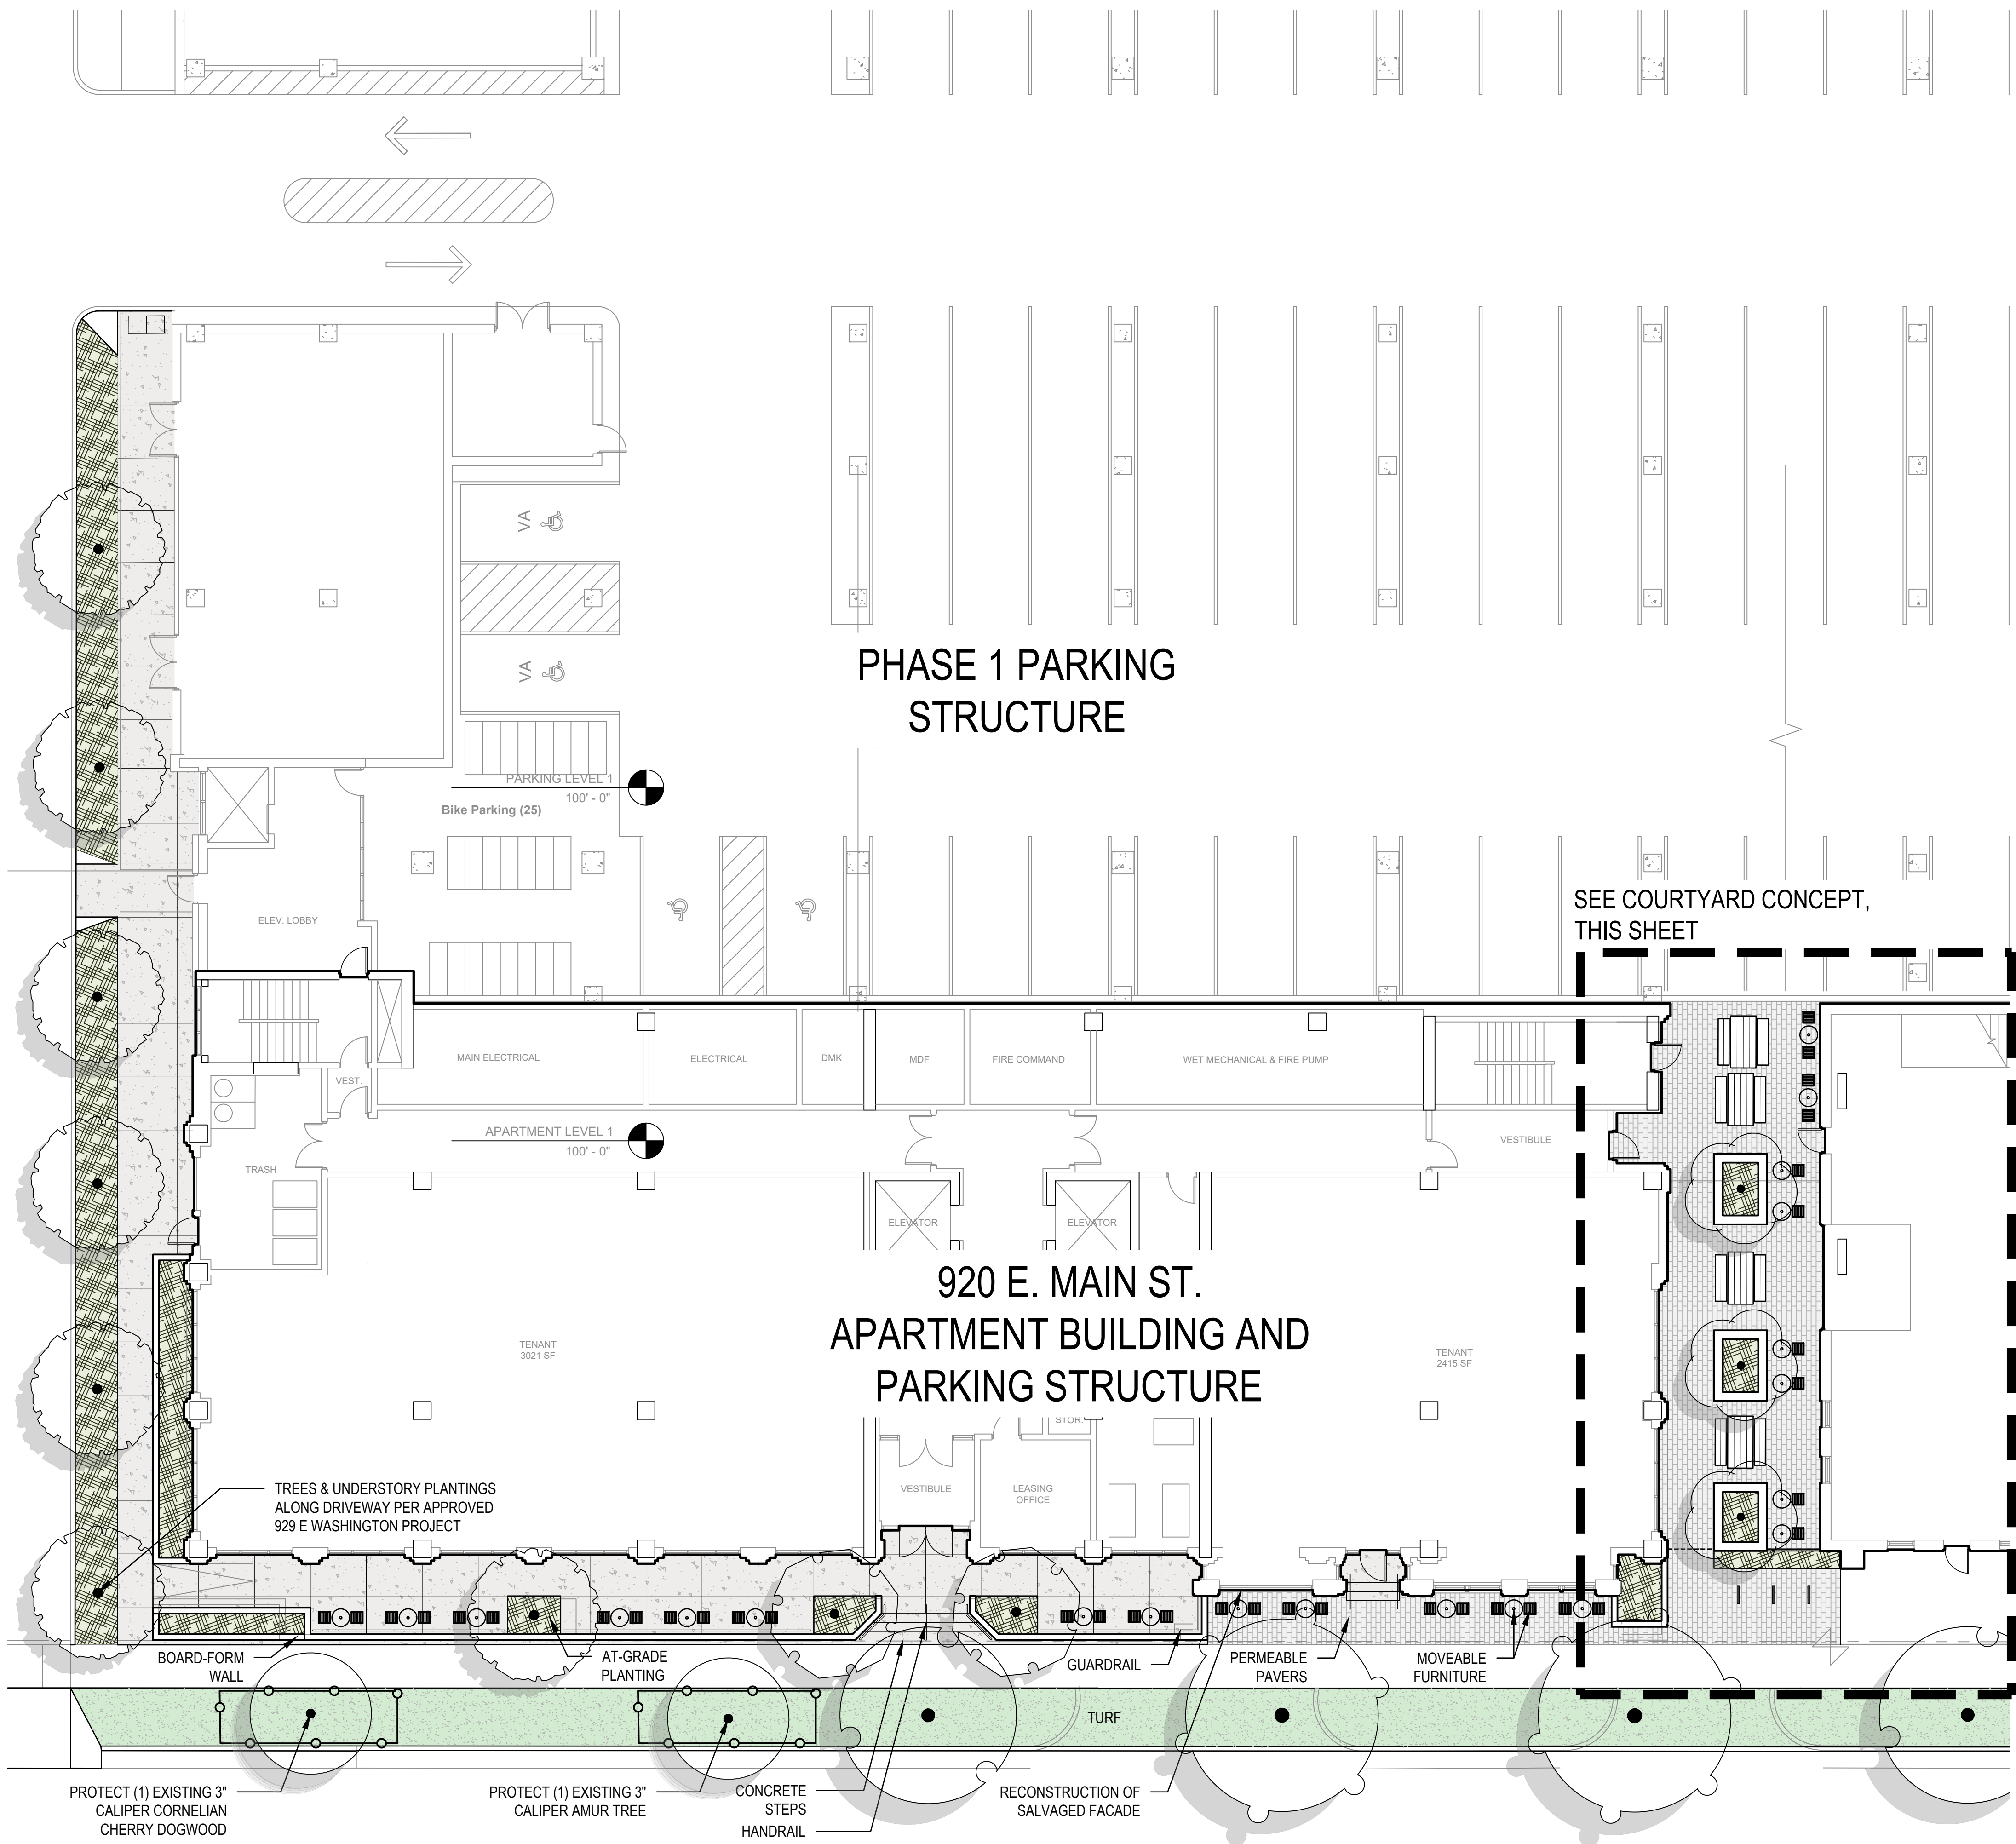 VA
VA
PHASE 1 PARKING
STRUCTURE
PARKING LEVEL 1
100' - 0"
Bike Parking (25)
SEE COURTYARD CONCEPT,
THIS SHEET
ELEV. LOBBY
MAIN ELECTRICAL
ELECTRICAL
DMK
MDF
FIRE COMMAND
WET MECHANICAL & FIRE PUMP
VEST.
APARTMENT LEVEL 1
100' - 0"
VESTIBULE
TRASH
ELEVATOR
ELEVATOR
920 E. MAIN ST.
APARTMENT BUILDING AND
PARKING STRUCTURE
TENANT
3021 SF
TENANT
2415 SF
STOR.
VESTIBULE
LEASING
OFFICE
TREES & UNDERSTORY PLANTINGS
ALONG DRIVEWAY PER APPROVED
929 E WASHINGTON PROJECT
BOARD-FORM
WALL
AT-GRADE
PLANTING
GUARDRAIL
PERMEABLE
PAVERS
MOVEABLE
FURNITURE
TURF
PROTECT (1) EXISTING 3"
CALIPER CORNELIAN
CHERRY DOGWOOD
PROTECT (1) EXISTING 3"
CALIPER AMUR TREE
CONCRETE
STEPS
HANDRAIL
RECONSTRUCTION OF
SALVAGED FACADE